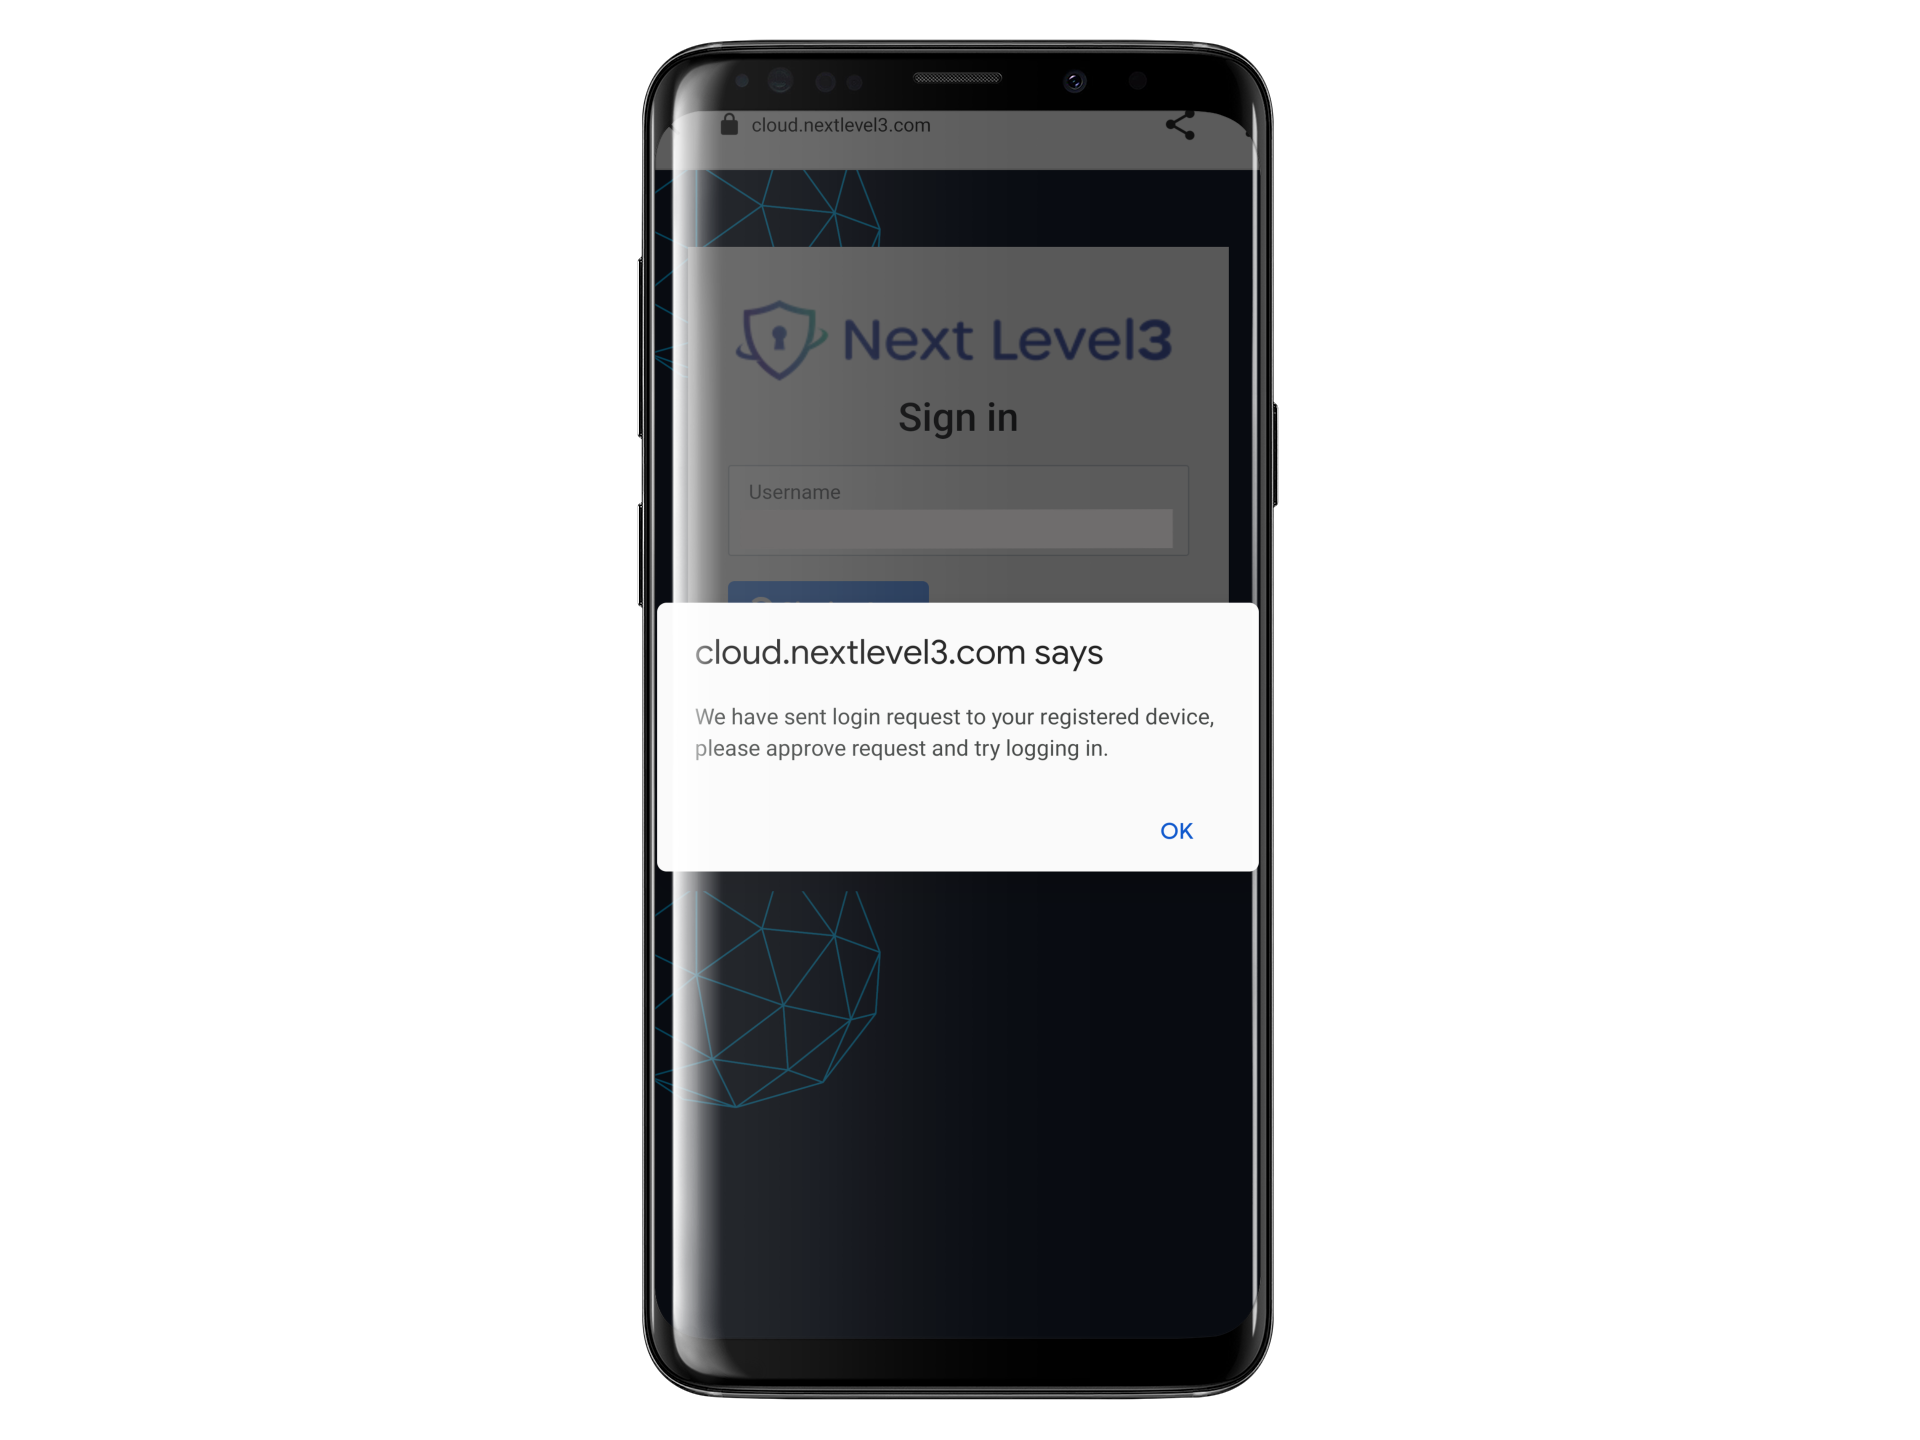 cloud.nextlevel3.com
Next Level3
Sign in
Username
cloud.nextlevel3.com says
We have sent login request to your registered device,
please approve request and try logging in.
OK